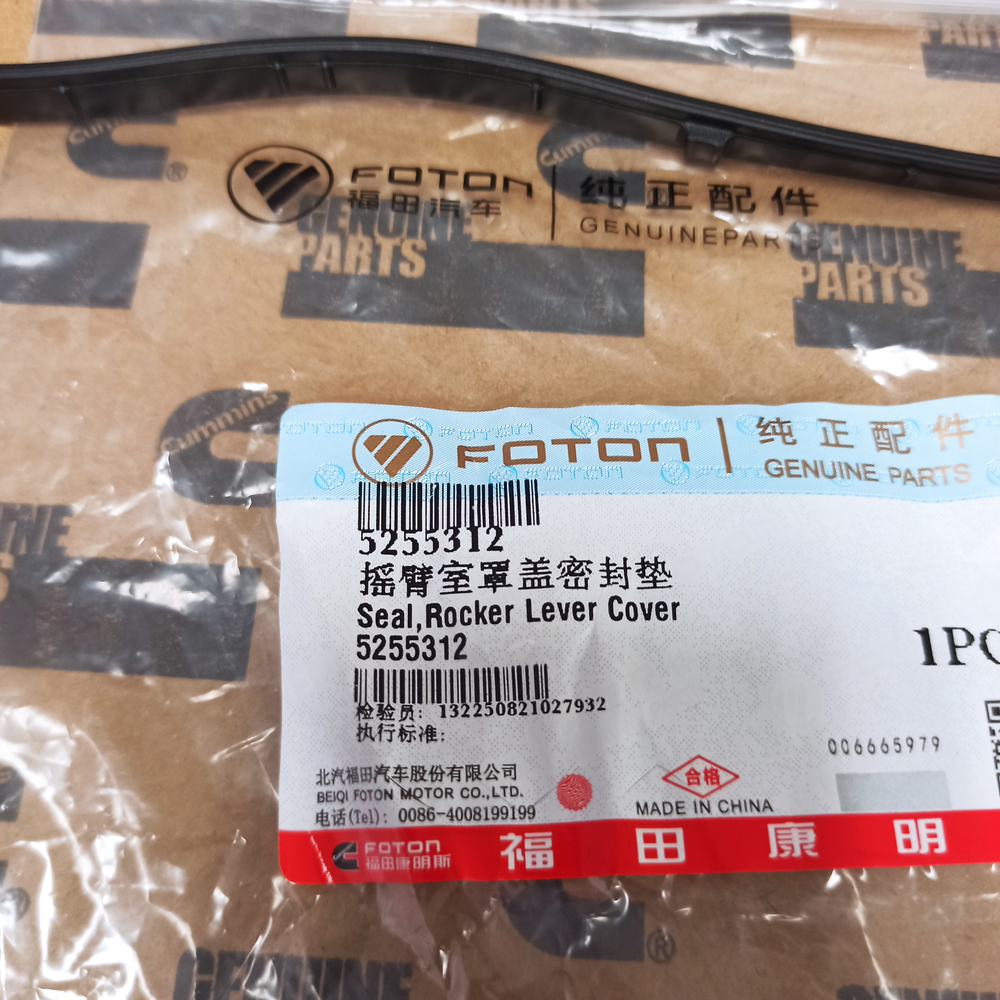 PARTS
Cummins
Cummins
FOTON
福田汽车
纯正配件
GENUINEPAR
GENUINE
PARTS
GENUINE
PARTS
Cummins
FOTON
纯正配件
GENUINE PARTS
5255312
摇臂室罩盖密封垫
Seal,Rocker Lever Cover
5255312
1PC
检验员: 132250821027932
执行标准:
006665979
北汽福田汽车股份有限公司
BEIQI FOTON MOTOR CO.,LTD.
电话(Tel): 0086-4008199199
合格
MADE IN CHINA
FOTON
福田康明斯
福田康明
GENUINE